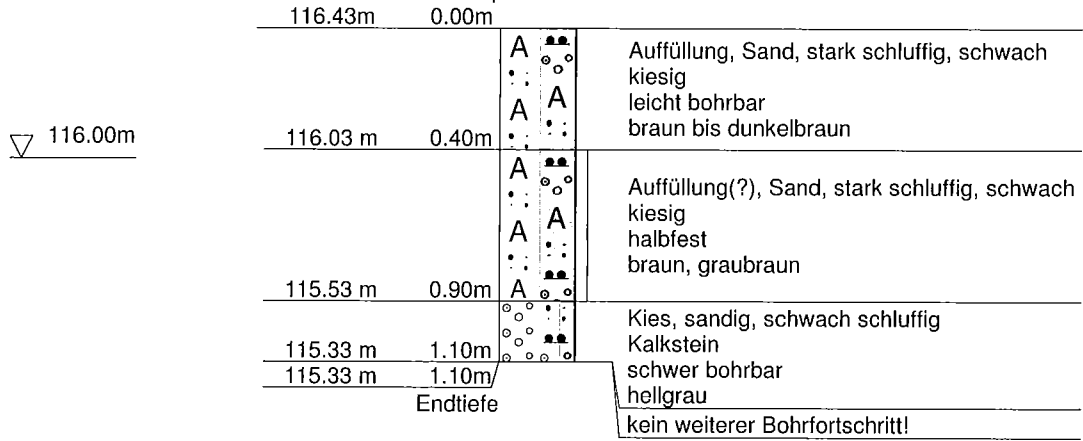 116.43m 0.00m
Auffüllung, Sand, stark schluffig, schwach
kiesig
leicht bohrbar
braun bis dunkelbraun
116.00m
116.03 m 0.40m
Auffüllung(?), Sand, stark schluffig, schwach
kiesig
halbfest
braun, graubraun
115.53 m 0.90m
Kies, sandig, schwach schluffig
Kalkstein
schwer bohrbar
hellgrau
115.33 m 1.10m
115.33 m 1.10m
Endtiefe
kein weiterer Bohrfortschritt!
A
A
A
A
A
A
A